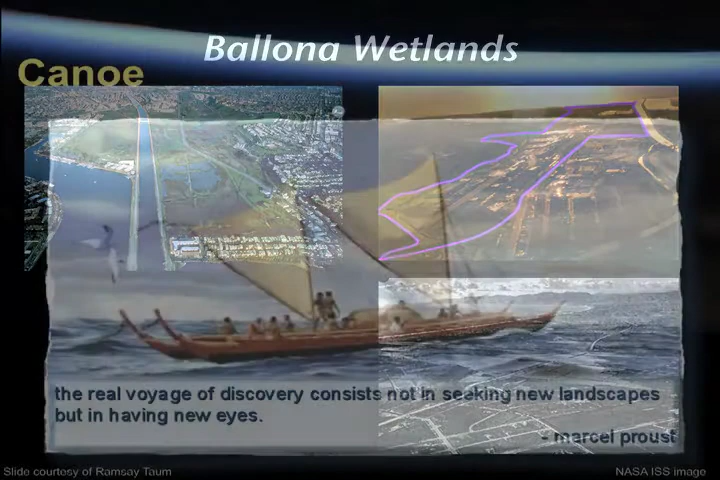 Ballona Wetlands
Canoe
the real voyage of discovery consists not in seeking new landscapes
but in having new eyes.
- marcel proust
Slide courtesy of Ramsay Taum
NASA ISS image